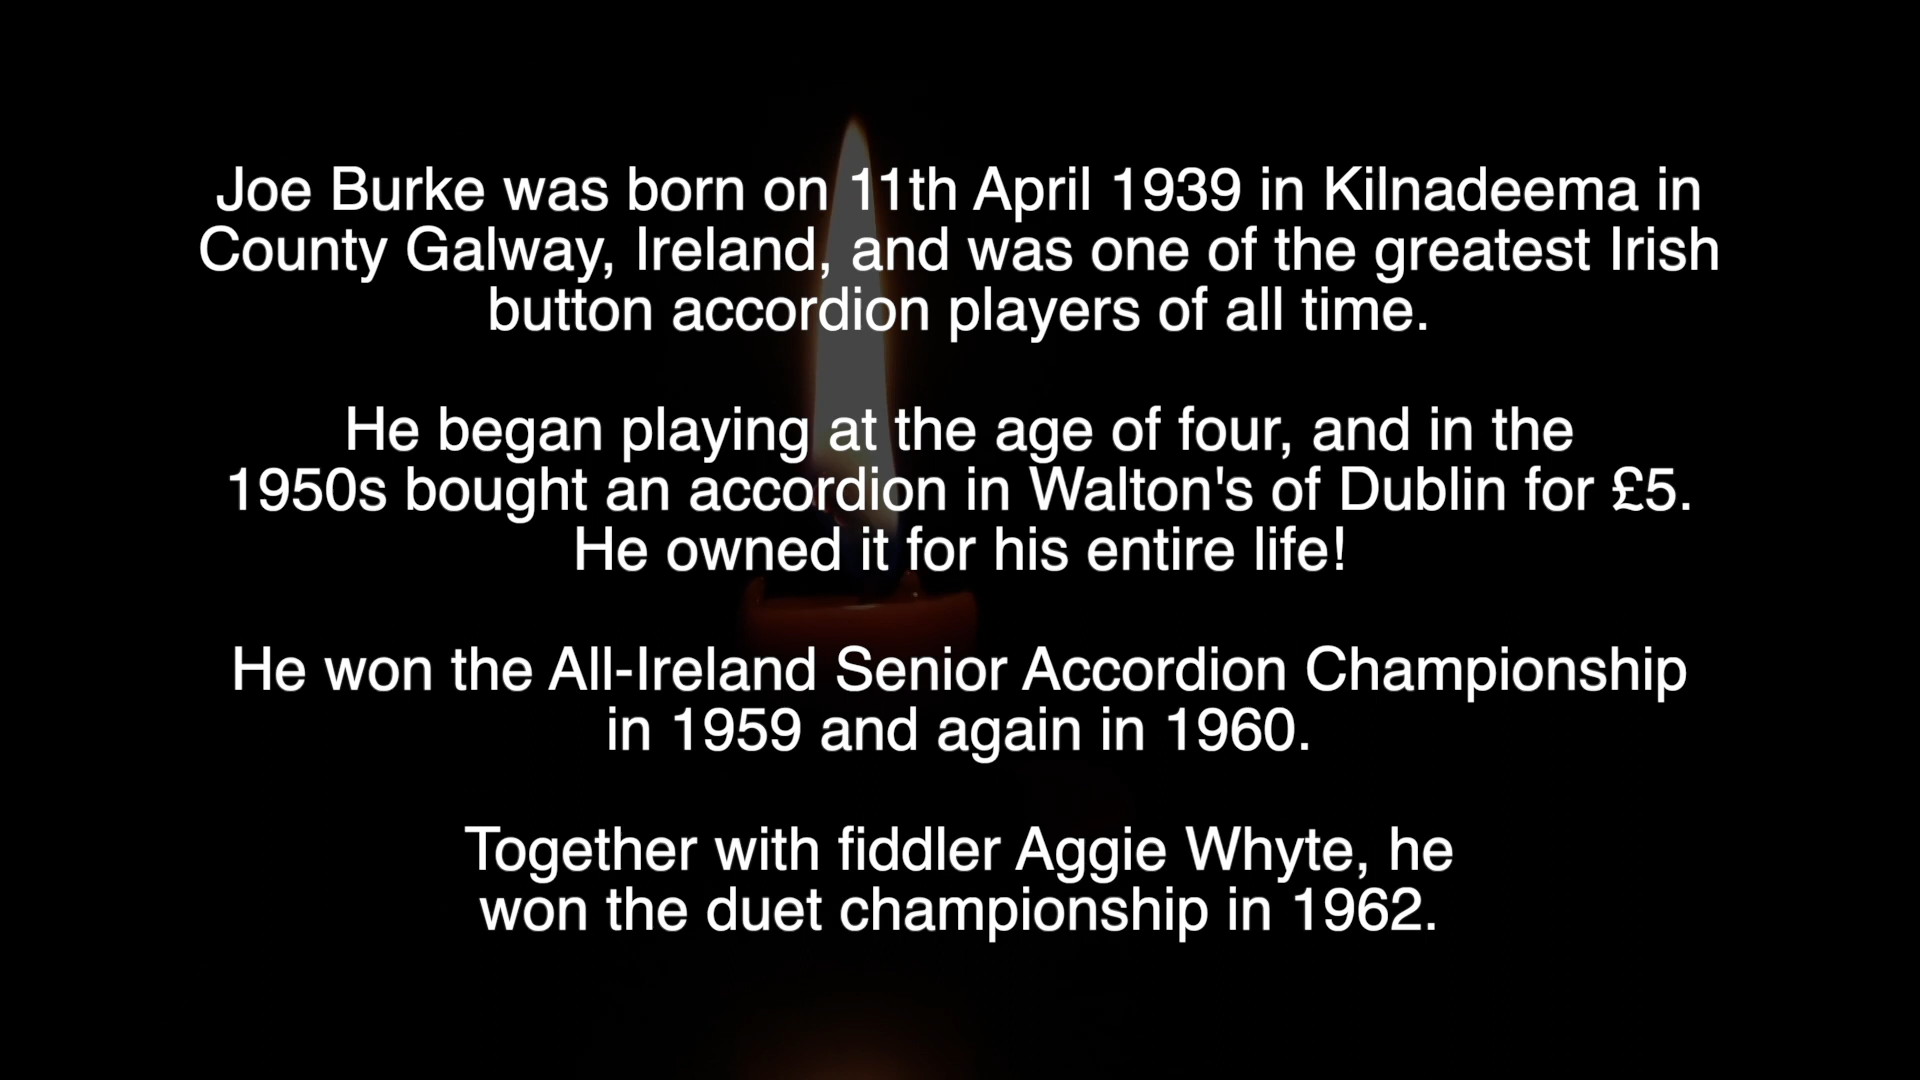 Joe Burke was born on 11th April 1939 in Kilnadeema in
County Galway, Ireland, and was one of the greatest Irish
button accordion players of all time.
He began playing at the age of four, and in the
1950s bought an accordion in Walton's of Dublin for £5.
He owned it for his entire life!
He won the All-Ireland Senior Accordion Championship
in 1959 and again in 1960.
Together with fiddler Aggie Whyte, he
won the duet championship in 1962.